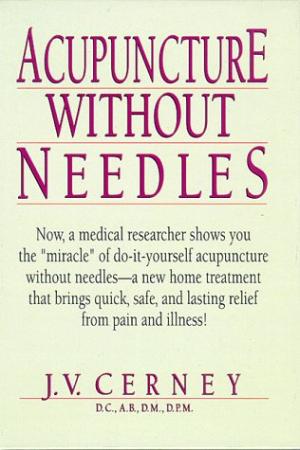 ACUPUNCTURE
WITHOUT
NEEDLES
Now, a medical researcher shows you
the "miracle" of do-it-yourself acupuncture
without needles—a new home treatment
that brings quick, safe, and lasting relief
from pain and illness!
J.V. CERNEY
D.C., A.B., D.M., D.P.M.